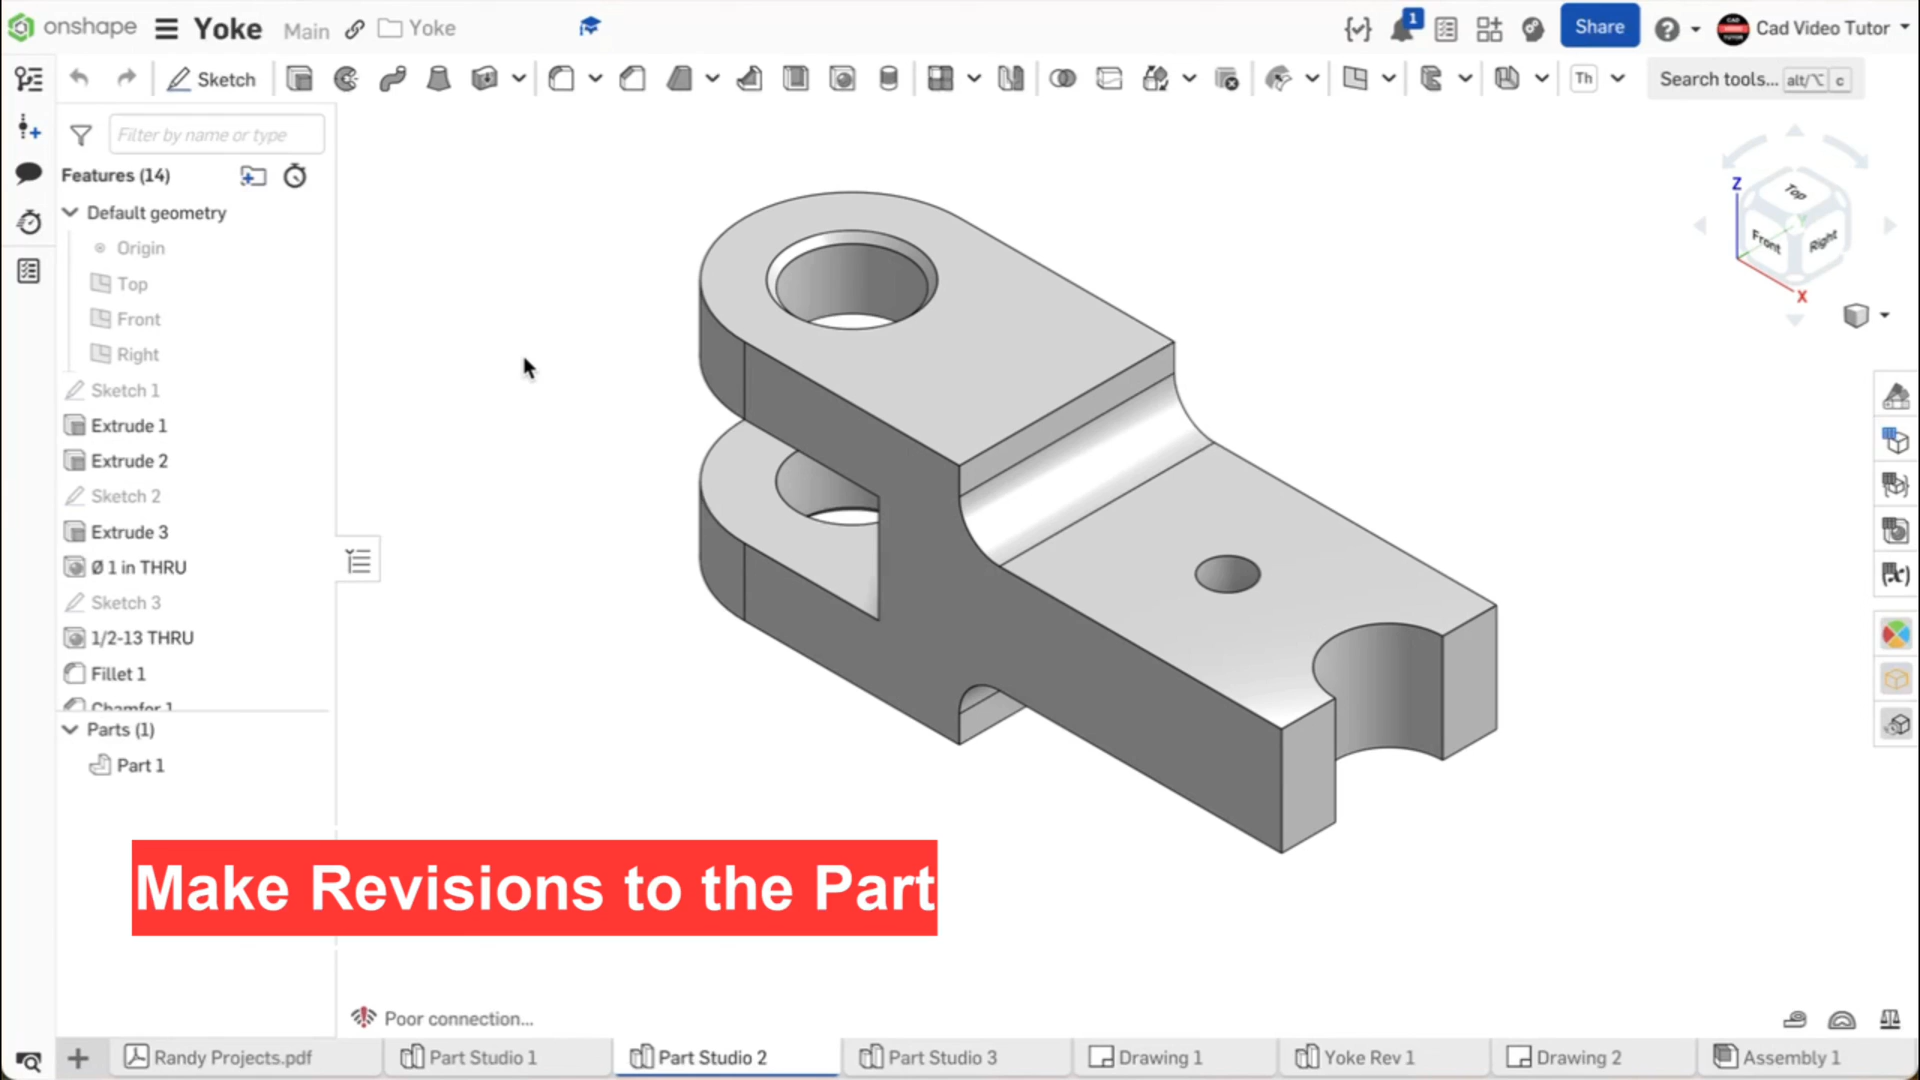 onshape Yoke Main Yoke 1 Share Cad Video Tutor
Sketch Th Search tools... alt/⌥ c
Filter by name or type
Features (14)
Default geometry
Origin
Top
Front
Right
Sketch 1
Extrude 1
Extrude 2
Sketch 2
Extrude 3
Ø 1 in THRU
Sketch 3
1/2-13 THRU
Fillet 1
Chamfer 1
Parts (1)
Part 1
Z
Top
Y
Front
Right
X
Make Revisions to the Part
Poor connection...
Randy Projects.pdf Part Studio 1 Part Studio 2 Part Studio 3 Drawing 1 Yoke Rev 1 Drawing 2 Assembly 1